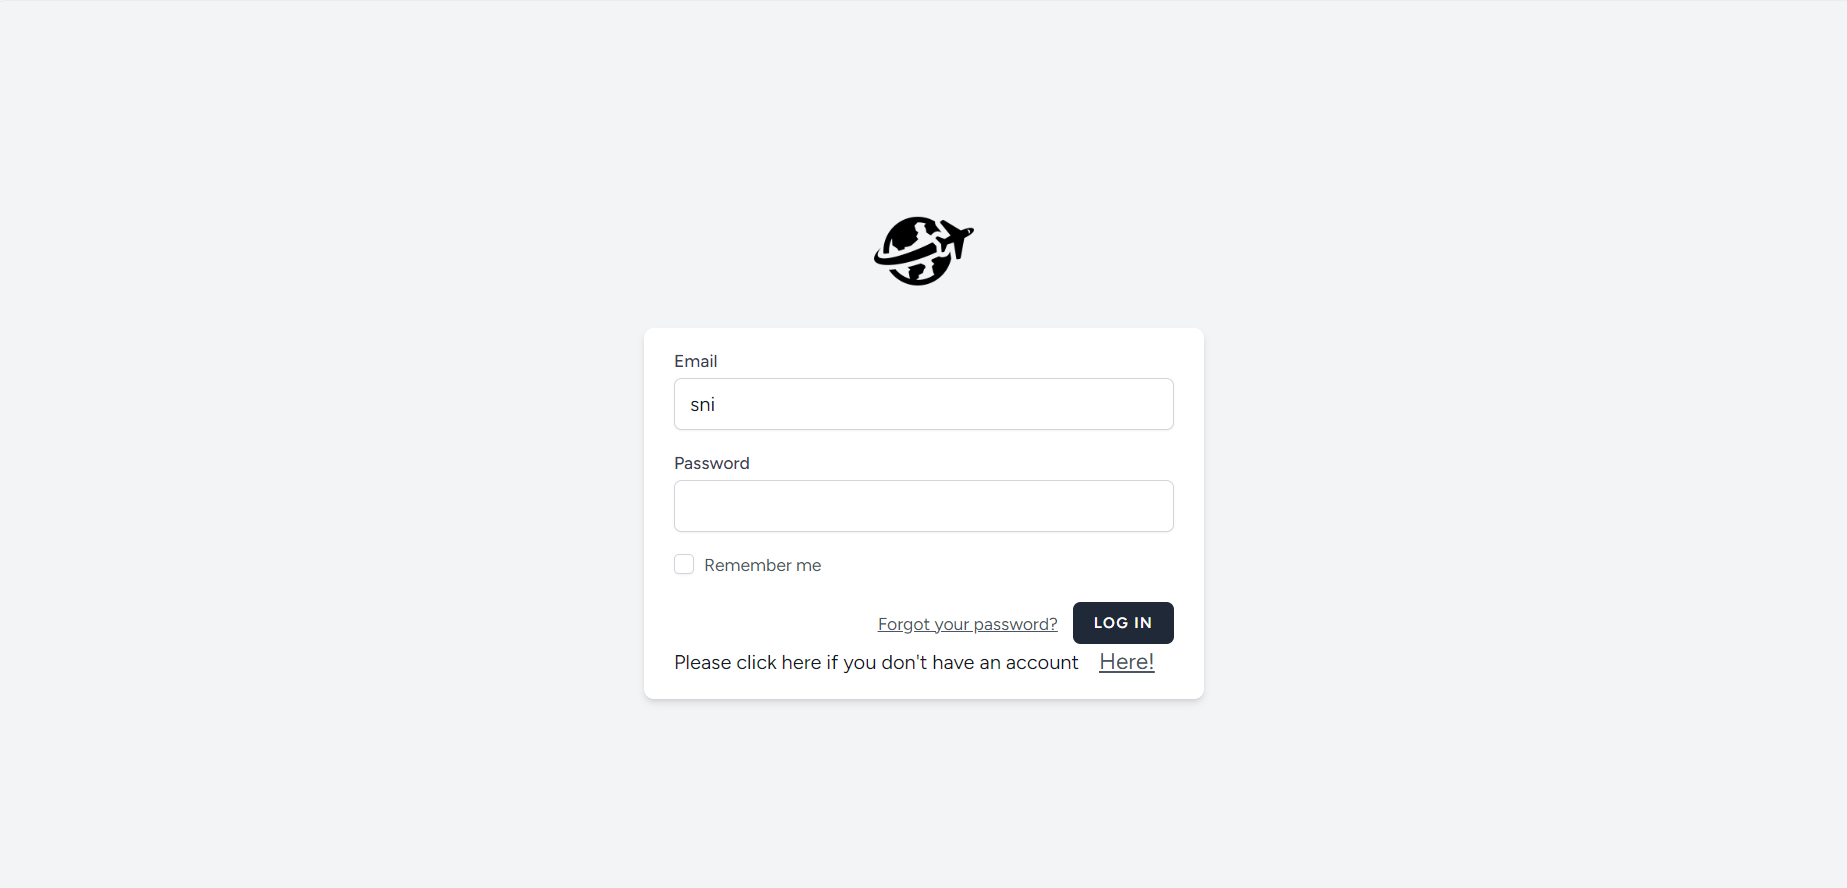 Email
sni
Password
Remember me
Forgot your password? LOG IN
Please click here if you don't have an account Here!